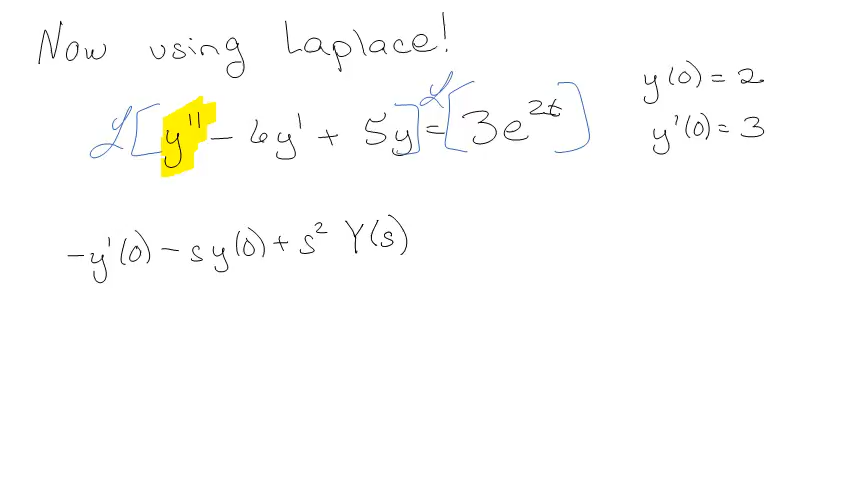 Now using Laplace!
y(0) = 2
ℒ[y'' - 6y' + 5y] = ℒ[3e^{2t}]
y'(0) = 3
-y'(0) - sy(0) + s² Y(s)